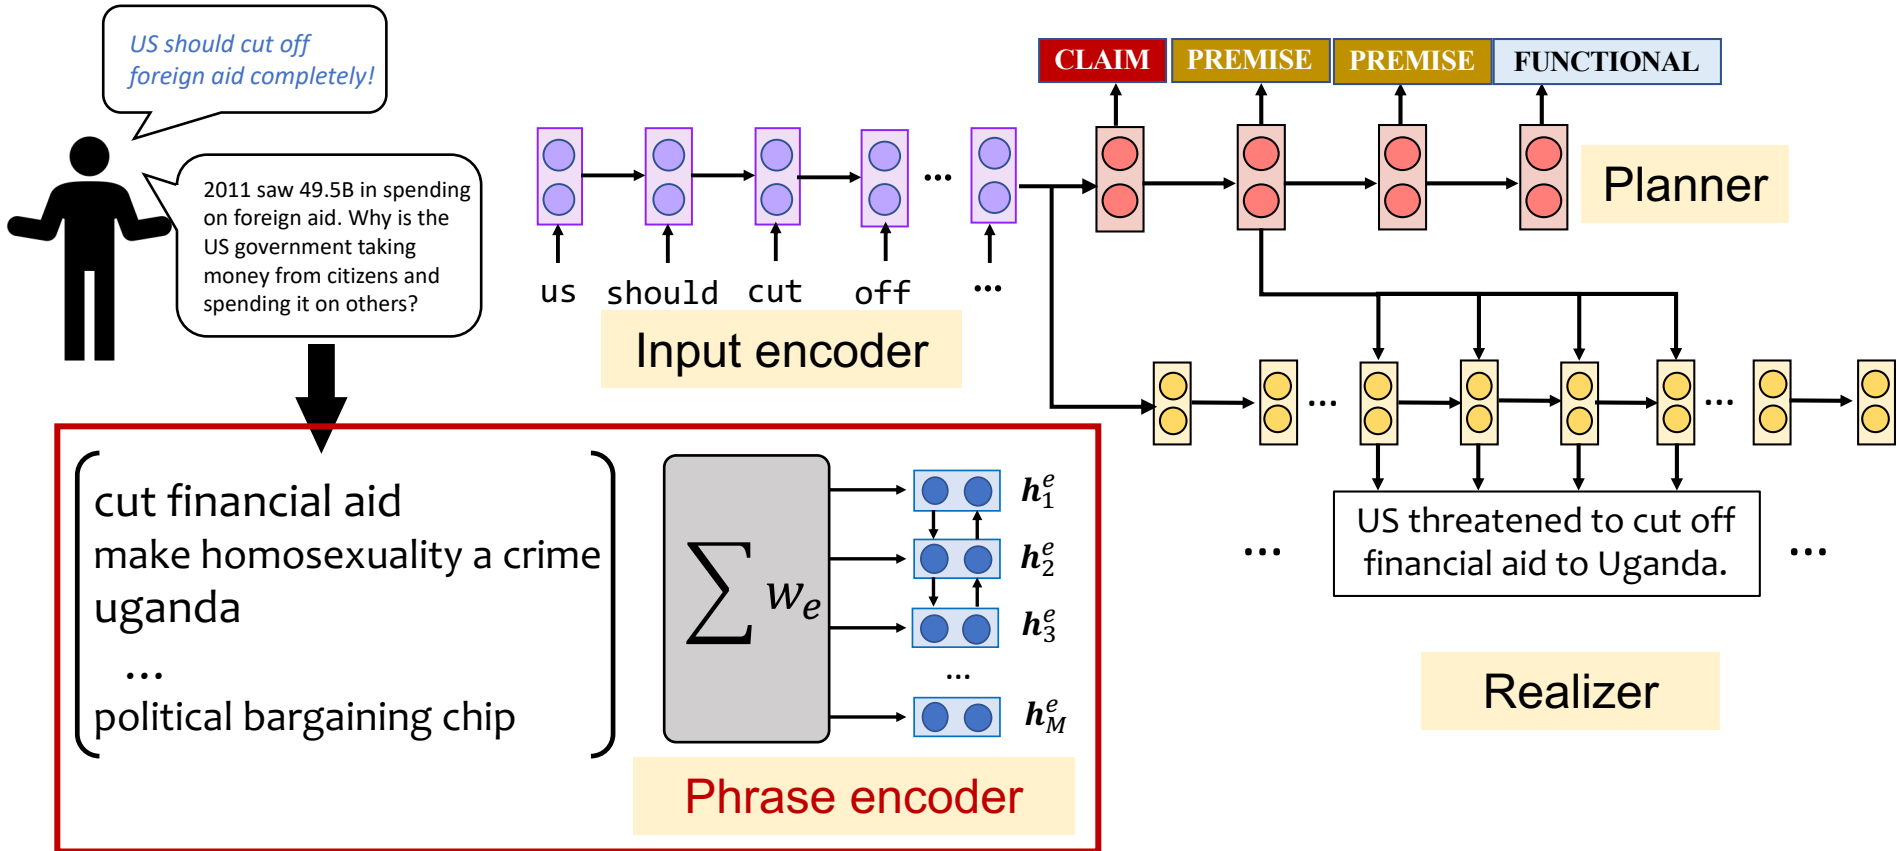 US should cut off
foreign aid completely!
2011 saw 49.5B in spending
on foreign aid. Why is the
US government taking
money from citizens and
spending it on others?
us should cut off ...
Input encoder
CLAIM PREMISE PREMISE FUNCTIONAL
Planner
...
... ...
US threatened to cut off
financial aid to Uganda.
... ...
Realizer
cut financial aid
make homosexuality a crime
uganda
...
political bargaining chip
∑ w_e
h_1^e
h_2^e
h_3^e
...
h_M^e
Phrase encoder